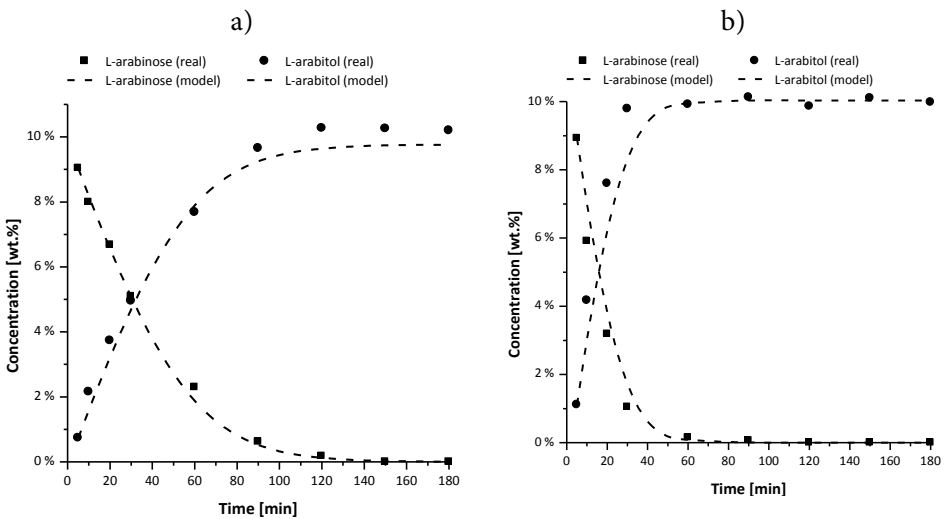 a)
L-arabinose (real) L-arabitol (real)
L-arabinose (model) L-arabitol (model)
10 %
8 %
6 %
4 %
2 %
0 %
Concentration [wt.%]
0 20 40 60 80 100 120 140 160 180
Time [min]
b)
L-arabinose (real) L-arabitol (real)
L-arabinose (model) L-arabitol (model)
10 %
8 %
6 %
4 %
2 %
0 %
Concentration [wt.%]
0 20 40 60 80 100 120 140 160 180
Time [min]